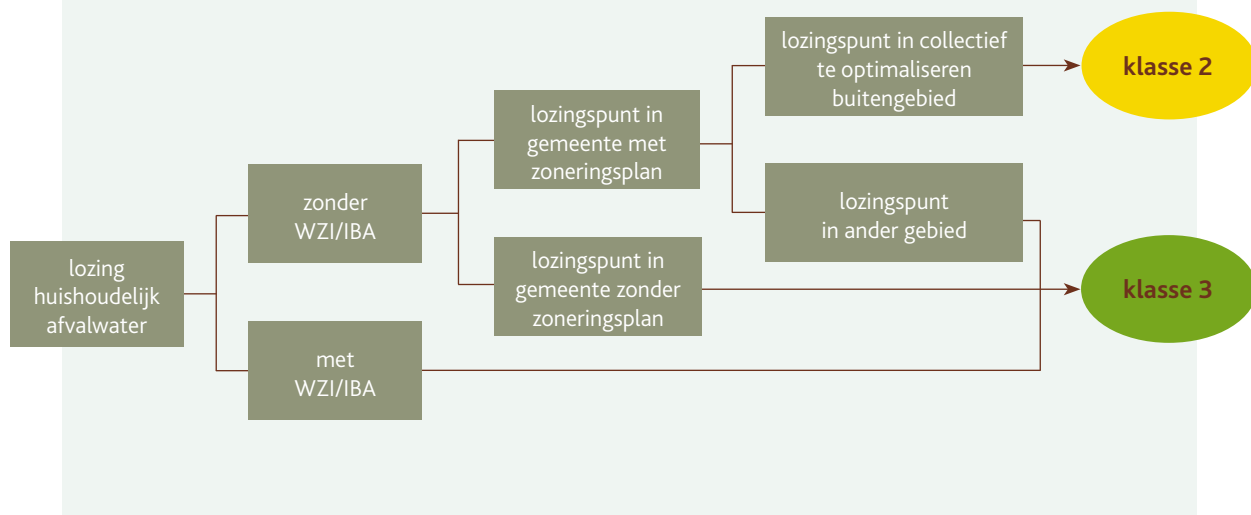 lozing
huishoudelijk
afvalwater
zonder
WZI/IBA
met
WZI/IBA
lozingspunt in
gemeente met
zoneringsplan
lozingspunt in
gemeente zonder
zoneringsplan
lozingspunt in collectief
te optimaliseren
buitengebied
lozingspunt
in ander gebied
klasse 2
klasse 3